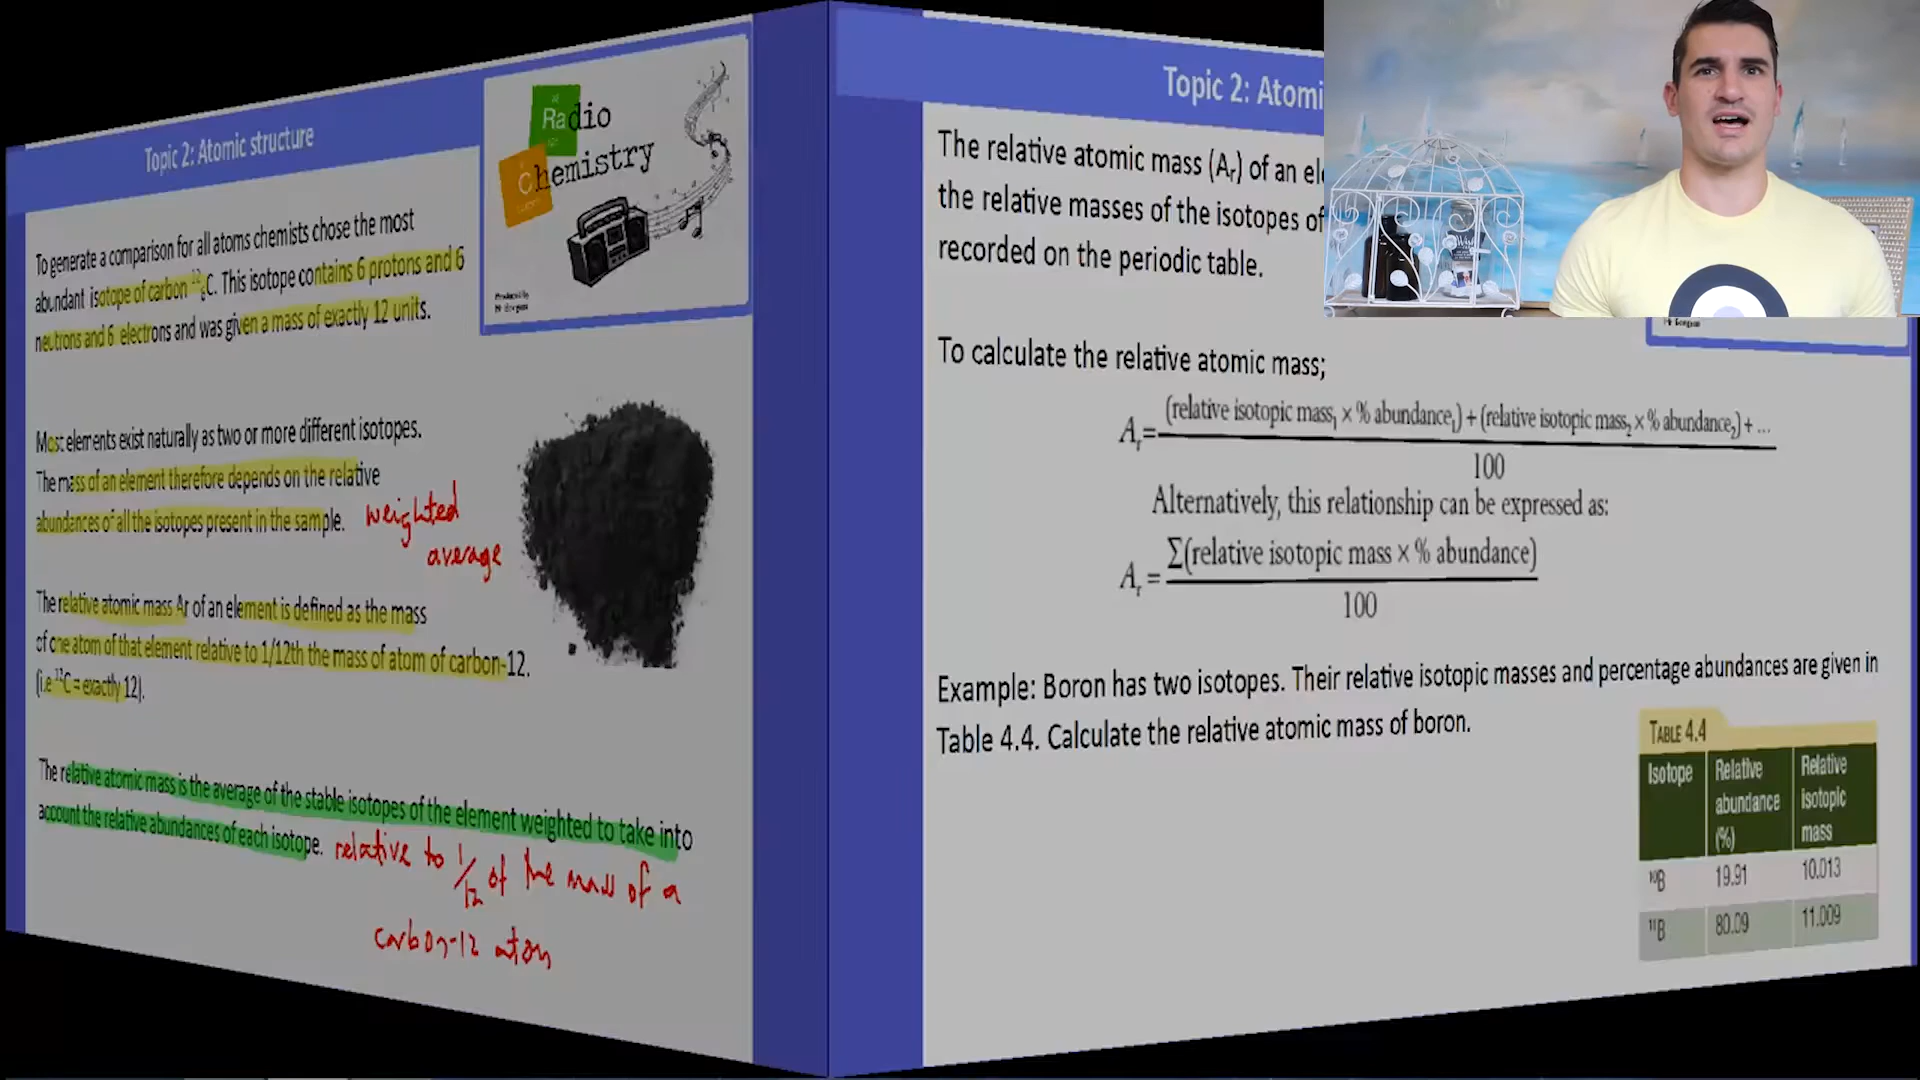 Topic 2: Atomic structure
Radio
Chemistry
Produced by
Mr Borgese
To generate a comparison for all atoms chemists chose the most
abundant isotope of carbon ¹²₆C. This isotope contains 6 protons and 6
neutrons and 6 electrons and was given a mass of exactly 12 units.
Most elements exist naturally as two or more different isotopes.
The mass of an element therefore depends on the relative
abundances of all the isotopes present in the sample.
weighted
average
The relative atomic mass Ar of an element is defined as the mass
of one atom of that element relative to 1/12th the mass of atom of carbon-12.
(i.e ¹²C = exactly 12).
The relative atomic mass is the average of the stable isotopes of the element weighted to take into
account the relative abundances of each isotope.
relative to 1/12 of the mass of a
carbon-12 atom
Topic 2: Atomi
The relative atomic mass (Aᵣ) of an ele
the relative masses of the isotopes of
recorded on the periodic table.
To calculate the relative atomic mass;
Aᵣ = (relative isotopic mass₁ × % abundance₁) + (relative isotopic mass₂ × % abundance₂) + ...
100
Alternatively, this relationship can be expressed as:
Aᵣ = Σ(relative isotopic mass × % abundance)
100
Example: Boron has two isotopes. Their relative isotopic masses and percentage abundances are given in
Table 4.4. Calculate the relative atomic mass of boron.
TABLE 4.4
Isotope Relative abundance (%) Relative isotopic mass
¹⁰B 19.91 10.013
¹¹B 80.09 11.009